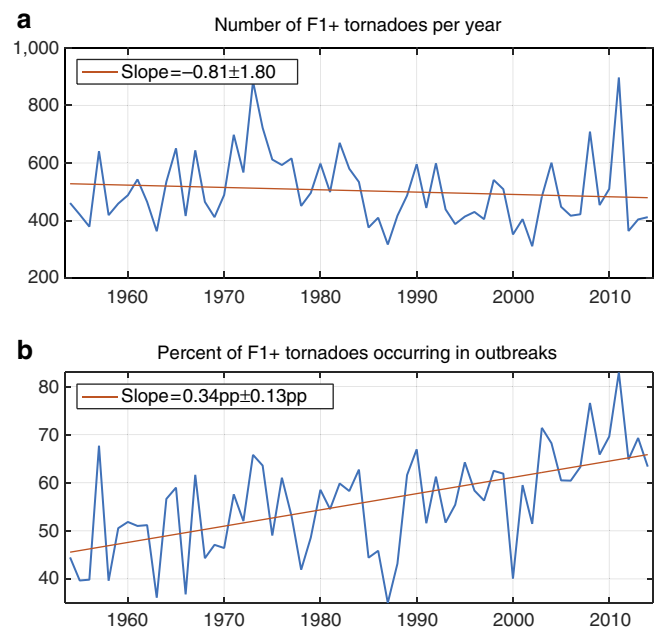 a
Number of F1+ tornadoes per year
1,000
Slope=−0.81±1.80
800
600
400
200
1960 1970 1980 1990 2000 2010
b
Percent of F1+ tornadoes occurring in outbreaks
80
Slope=0.34pp±0.13pp
70
60
50
40
1960 1970 1980 1990 2000 2010